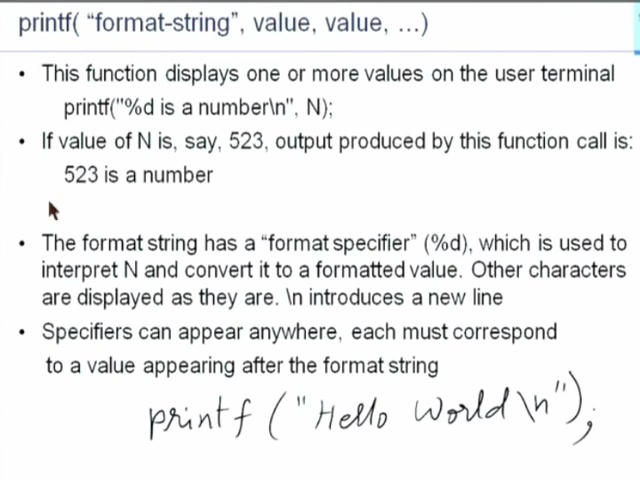 printf( “format-string”, value, value, …)
• This function displays one or more values on the user terminal
printf("%d is a number\n", N);
• If value of N is, say, 523, output produced by this function call is:
523 is a number
• The format string has a “format specifier” (%d), which is used to
interpret N and convert it to a formatted value. Other characters
are displayed as they are. \n introduces a new line
• Specifiers can appear anywhere, each must correspond
to a value appearing after the format string
printf ("Hello World\n");